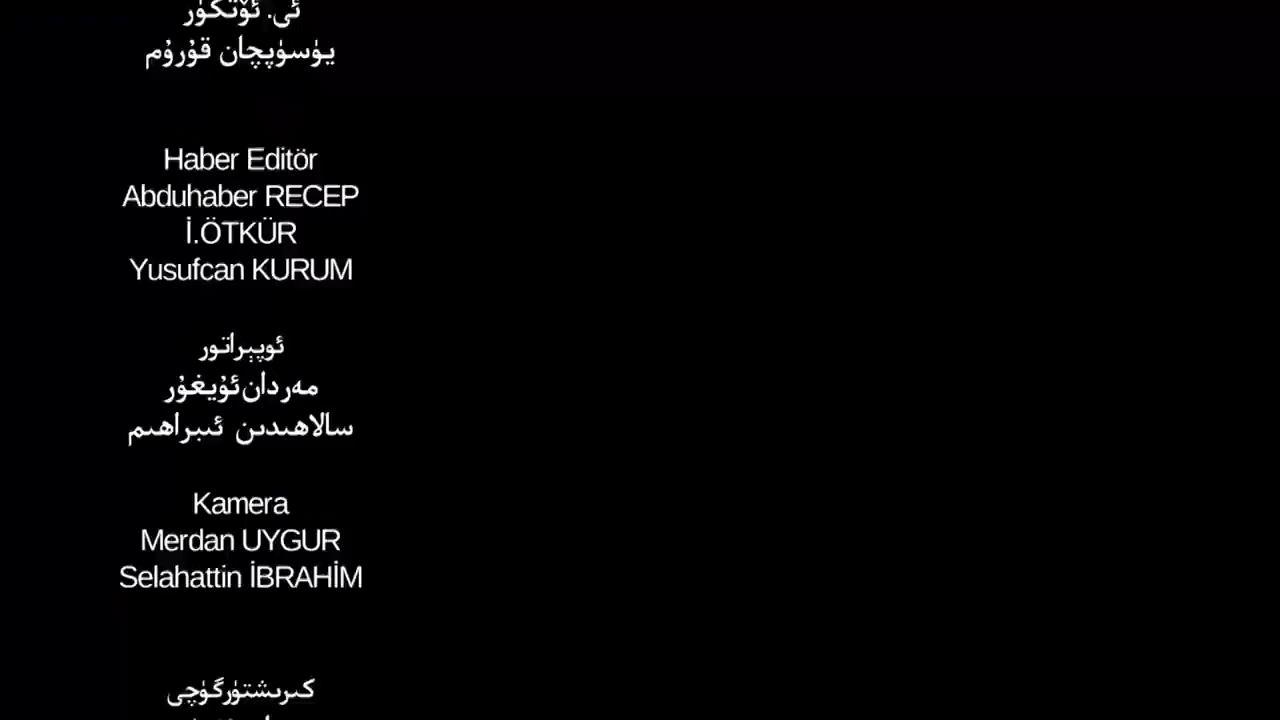 ئى. ئۆتكۈر
يۈسۈپچان قۇرۇم
Haber Editör
Abduhaber RECEP
İ.ÖTKÜR
Yusufcan KURUM
ئوپېراتور
مەردان ئۇيغۇر
سالاھىدىن ئىبراھىم
Kamera
Merdan UYGUR
Selahattin İBRAHİM
كىرىشتۈرگۈچى